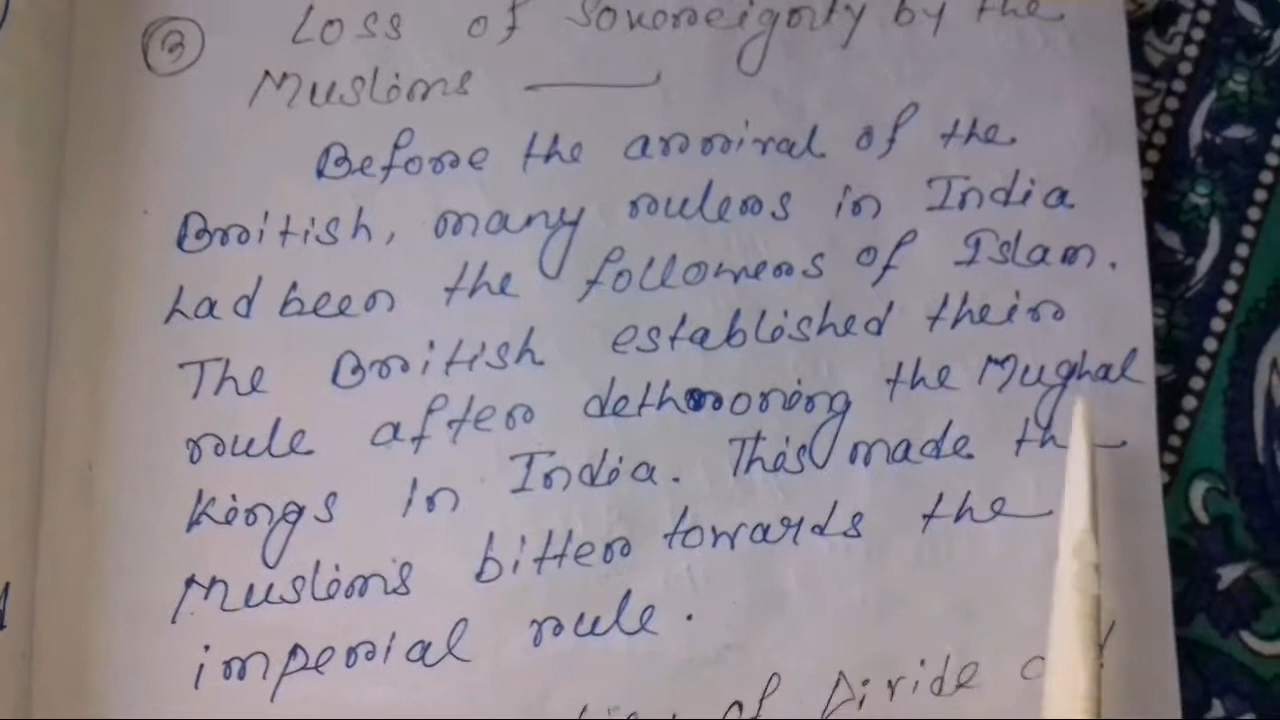 3 Loss of Sovereignty by the
Muslims —
Before the arrival of the
British, many rulers in India
had been the followers of Islam.
The British established their
rule after dethroning the Mughal
Kings in India. This made the
Muslims bitter towards the
imperial rule.
of Divide